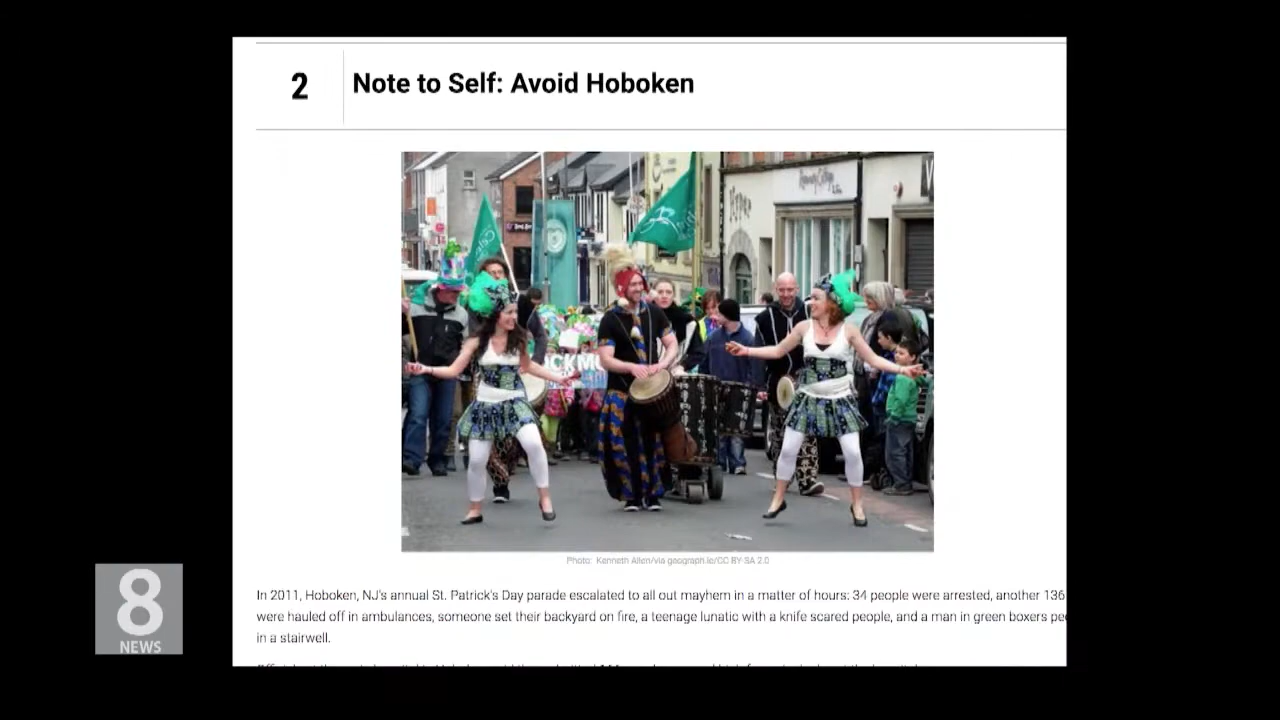 2
Note to Self: Avoid Hoboken
CKMU
Photo: Kenneth Allen/via geograph.ie/CC BY-SA 2.0
In 2011, Hoboken, NJ's annual St. Patrick's Day parade escalated to all out mayhem in a matter of hours: 34 people were arrested, another 136
were hauled off in ambulances, someone set their backyard on fire, a teenage lunatic with a knife scared people, and a man in green boxers pe
in a stairwell.
8
NEWS